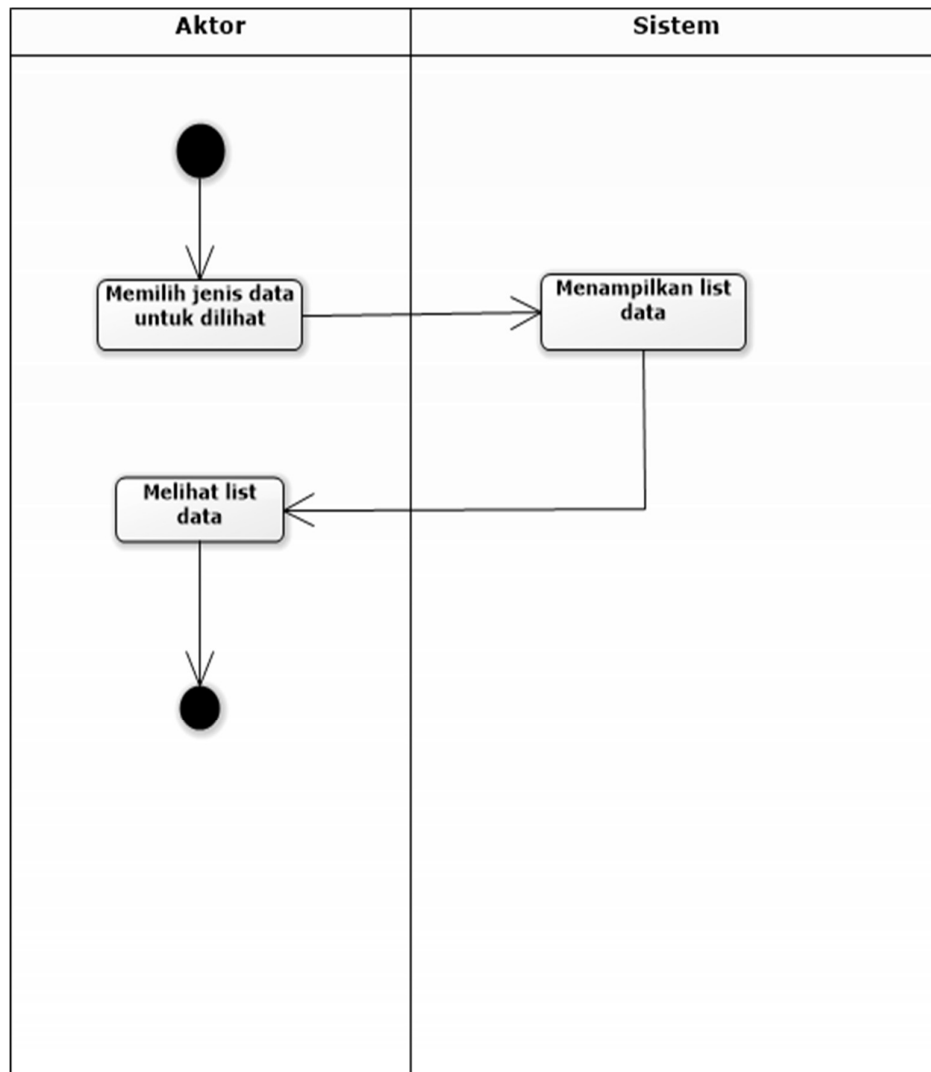 Aktor
Sistem
Memilih jenis data
untuk dilihat
Menampilkan list
data
Melihat list
data